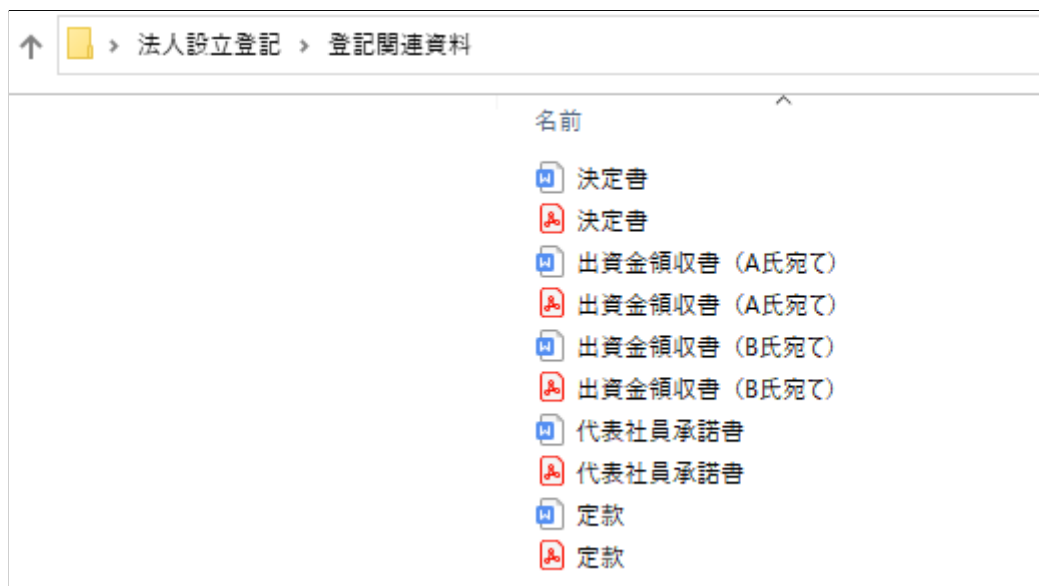 法人設立登記 › 登記関連資料
名前
決定書
決定書
出資金領収書（A氏宛て）
出資金領収書（A氏宛て）
出資金領収書（B氏宛て）
出資金領収書（B氏宛て）
代表社員承諾書
代表社員承諾書
定款
定款